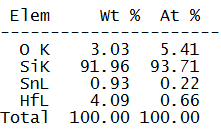 Elem Wt % At %
---------------------------
O K 3.03 5.41
SiK 91.96 93.71
SnL 0.93 0.22
HfL 4.09 0.66
Total 100.00 100.00